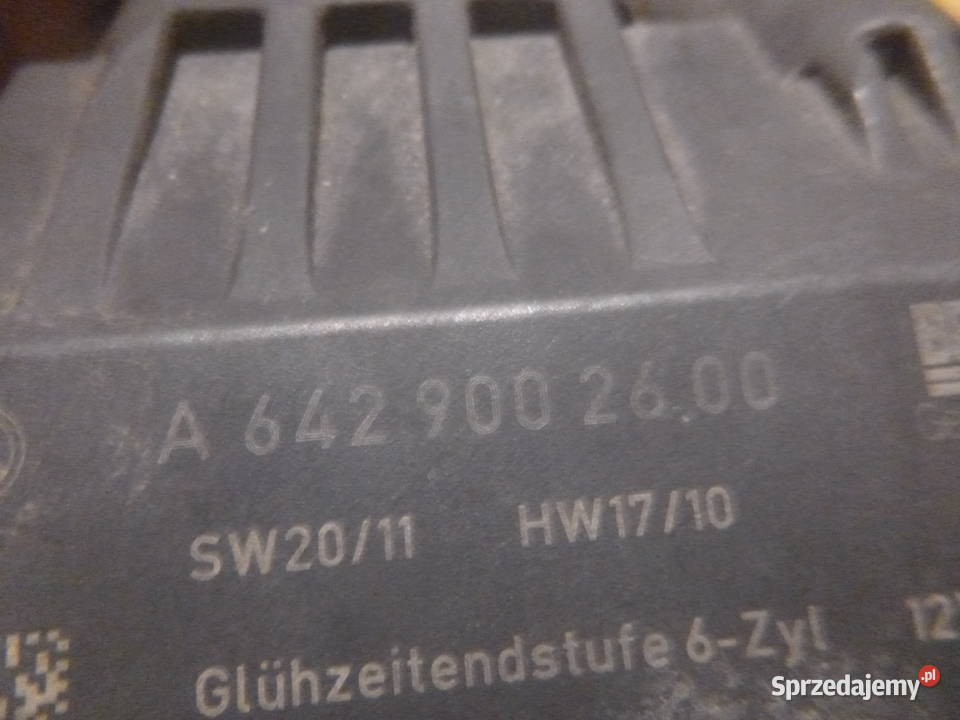 A 642 900 26 00
SW20/11 HW17/10
Glühzeitendstufe 6-Zyl
Sprzedajemy.pl